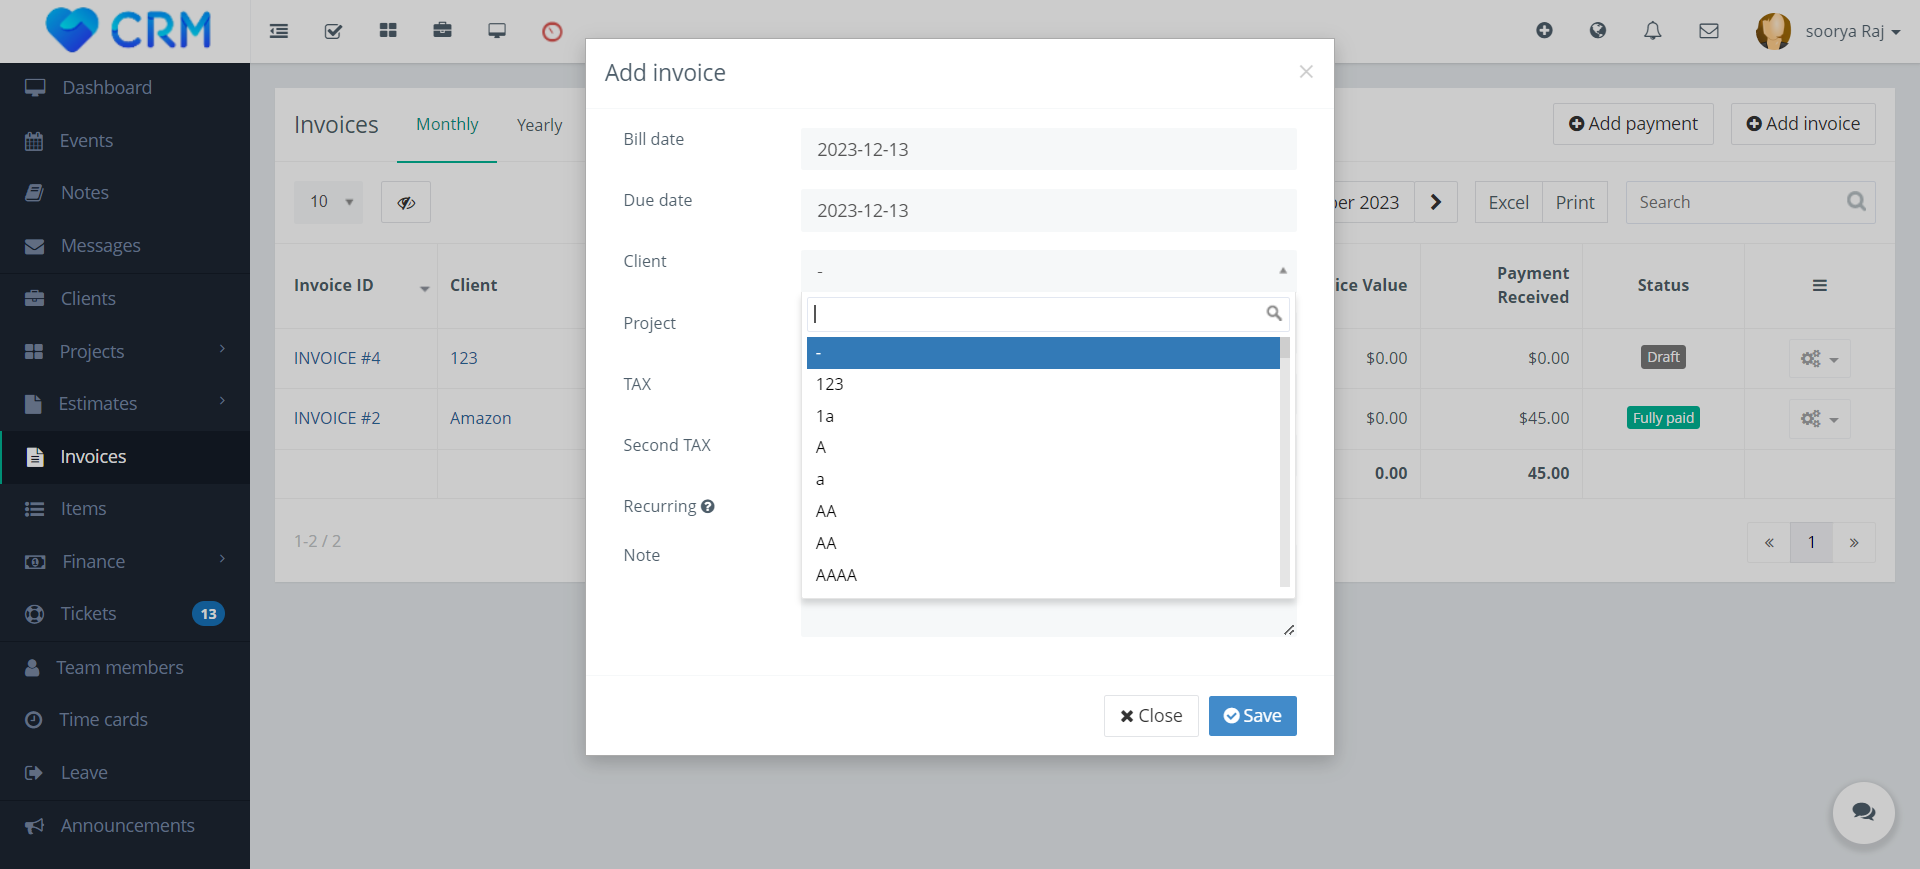 CRM
soorya Raj
Dashboard
Events
Notes
Messages
Clients
Projects
Estimates
Invoices
Items
Finance
Tickets
13
Team members
Time cards
Leave
Announcements
Invoices
Monthly
Yearly
Add payment
Add invoice
10
2023
Excel
Print
Search
Invoice ID
Client
Value
Payment
Received
Status
INVOICE #4
123
$0.00
$0.00
Draft
INVOICE #2
Amazon
$0.00
$45.00
Fully paid
0.00
45.00
1-2 / 2
«
1
»
Add invoice
×
Bill date
2023-12-13
Due date
2023-12-13
Client
-
Project
TAX
Second TAX
Recurring
Note
-
123
1a
A
a
AA
AA
AAAA
Close
Save